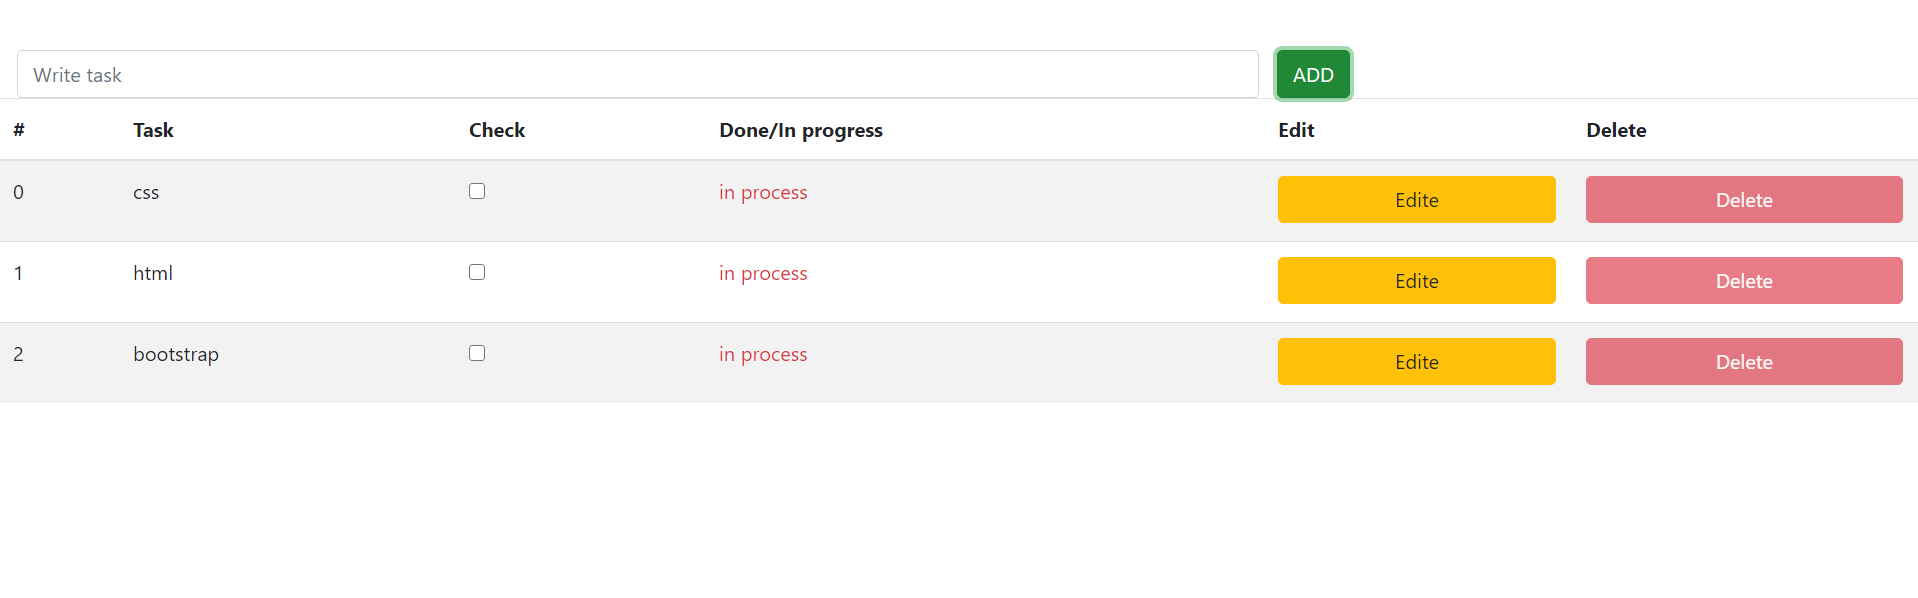 Write task ADD
# Task Check Done/In progress Edit Delete
0 css in process Edite Delete
1 html in process Edite Delete
2 bootstrap in process Edite Delete